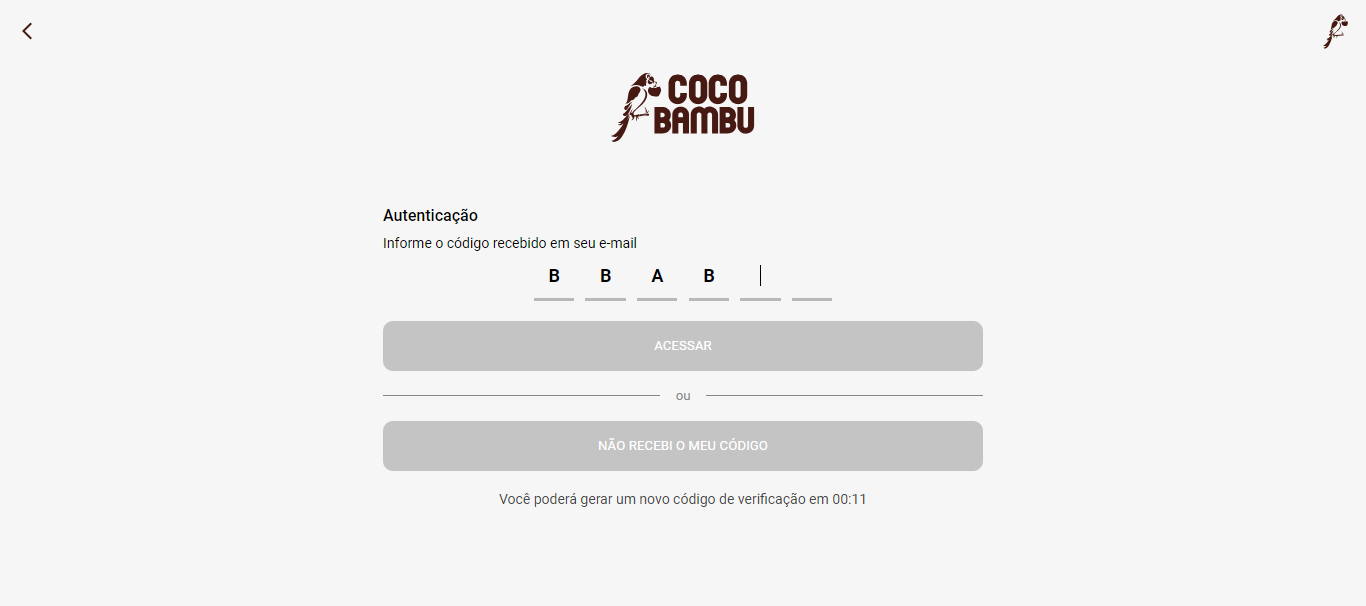 COCO
BAMBU
Autenticação
Informe o código recebido em seu e-mail
B B A B
ACESSAR
ou
NÃO RECEBI O MEU CÓDIGO
Você poderá gerar um novo código de verificação em 00:11